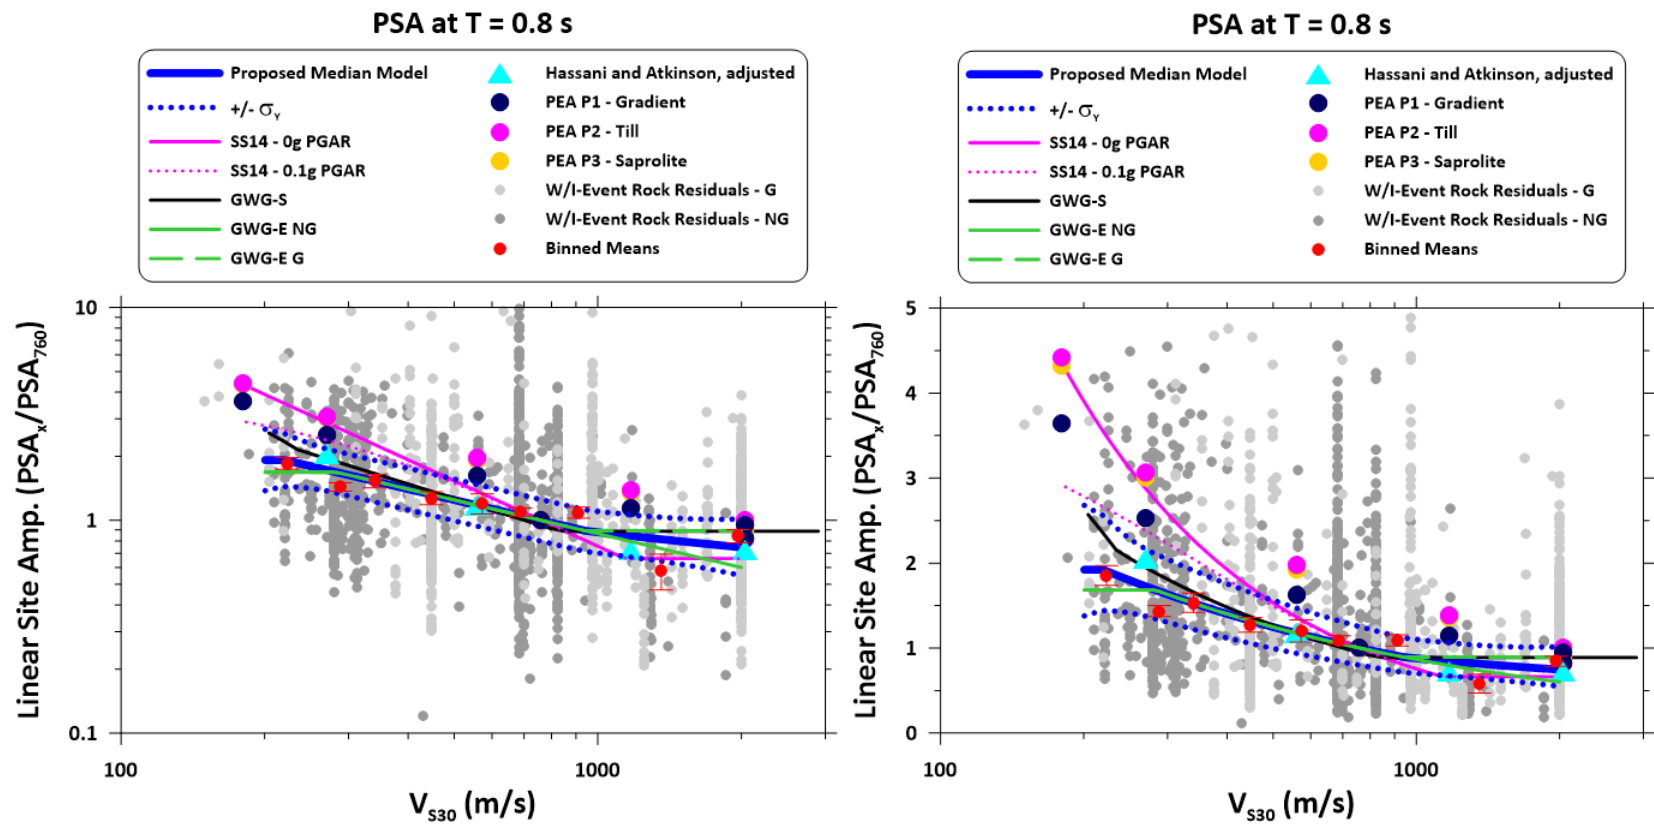 PSA at T = 0.8 s
Proposed Median Model
+/- σY
SS14 - 0g PGAR
SS14 - 0.1g PGAR
GWG-S
GWG-E NG
GWG-E G
Hassani and Atkinson, adjusted
PEA P1 - Gradient
PEA P2 - Till
PEA P3 - Saprolite
W/I-Event Rock Residuals - G
W/I-Event Rock Residuals - NG
Binned Means
Linear Site Amp. (PSAx/PSA760)
10
1
0.1
100
1000
VS30 (m/s)
PSA at T = 0.8 s
Proposed Median Model
+/- σY
SS14 - 0g PGAR
SS14 - 0.1g PGAR
GWG-S
GWG-E NG
GWG-E G
Hassani and Atkinson, adjusted
PEA P1 - Gradient
PEA P2 - Till
PEA P3 - Saprolite
W/I-Event Rock Residuals - G
W/I-Event Rock Residuals - NG
Binned Means
Linear Site Amp. (PSAx/PSA760)
5
4
3
2
1
0
100
1000
VS30 (m/s)